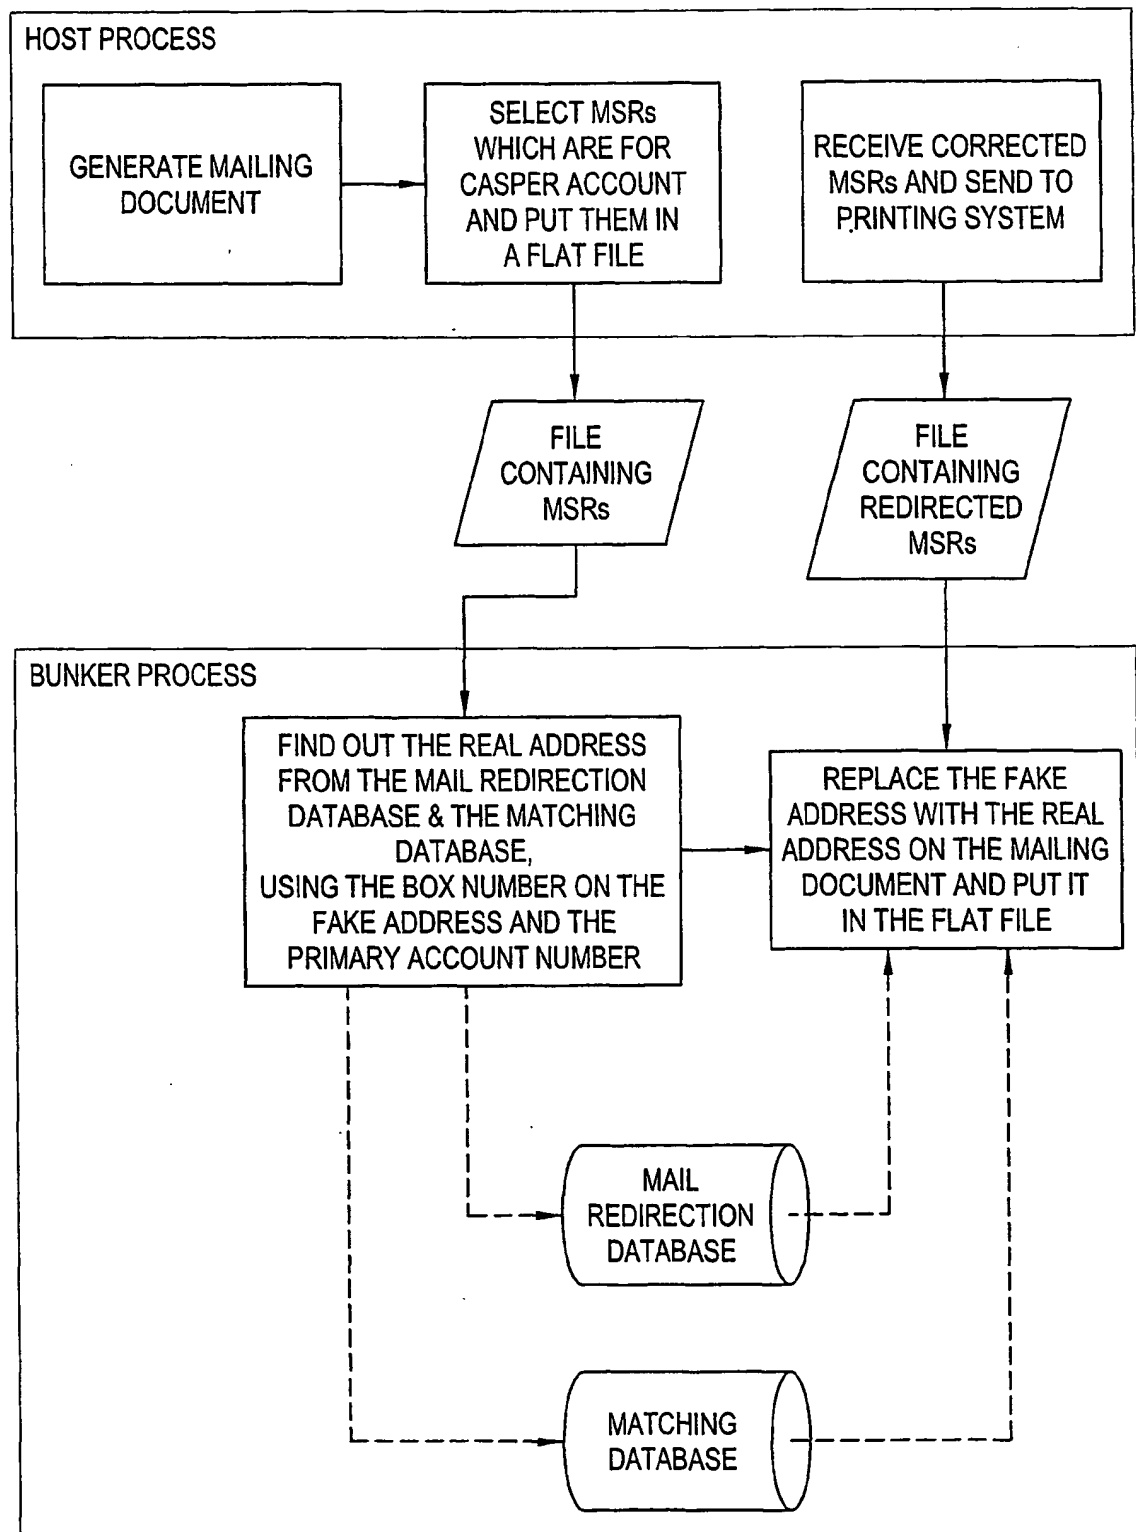 HOST PROCESS
GENERATE MAILING
DOCUMENT
SELECT MSRs
WHICH ARE FOR
CASPER ACCOUNT
AND PUT THEM IN
A FLAT FILE
RECEIVE CORRECTED
MSRs AND SEND TO
PRINTING SYSTEM
FILE
CONTAINING
MSRs
FILE
CONTAINING
REDIRECTED
MSRs
BUNKER PROCESS
FIND OUT THE REAL ADDRESS
FROM THE MAIL REDIRECTION
DATABASE & THE MATCHING
DATABASE,
USING THE BOX NUMBER ON THE
FAKE ADDRESS AND THE
PRIMARY ACCOUNT NUMBER
REPLACE THE FAKE
ADDRESS WITH THE REAL
ADDRESS ON THE MAILING
DOCUMENT AND PUT IT
IN THE FLAT FILE
MAIL
REDIRECTION
DATABASE
MATCHING
DATABASE